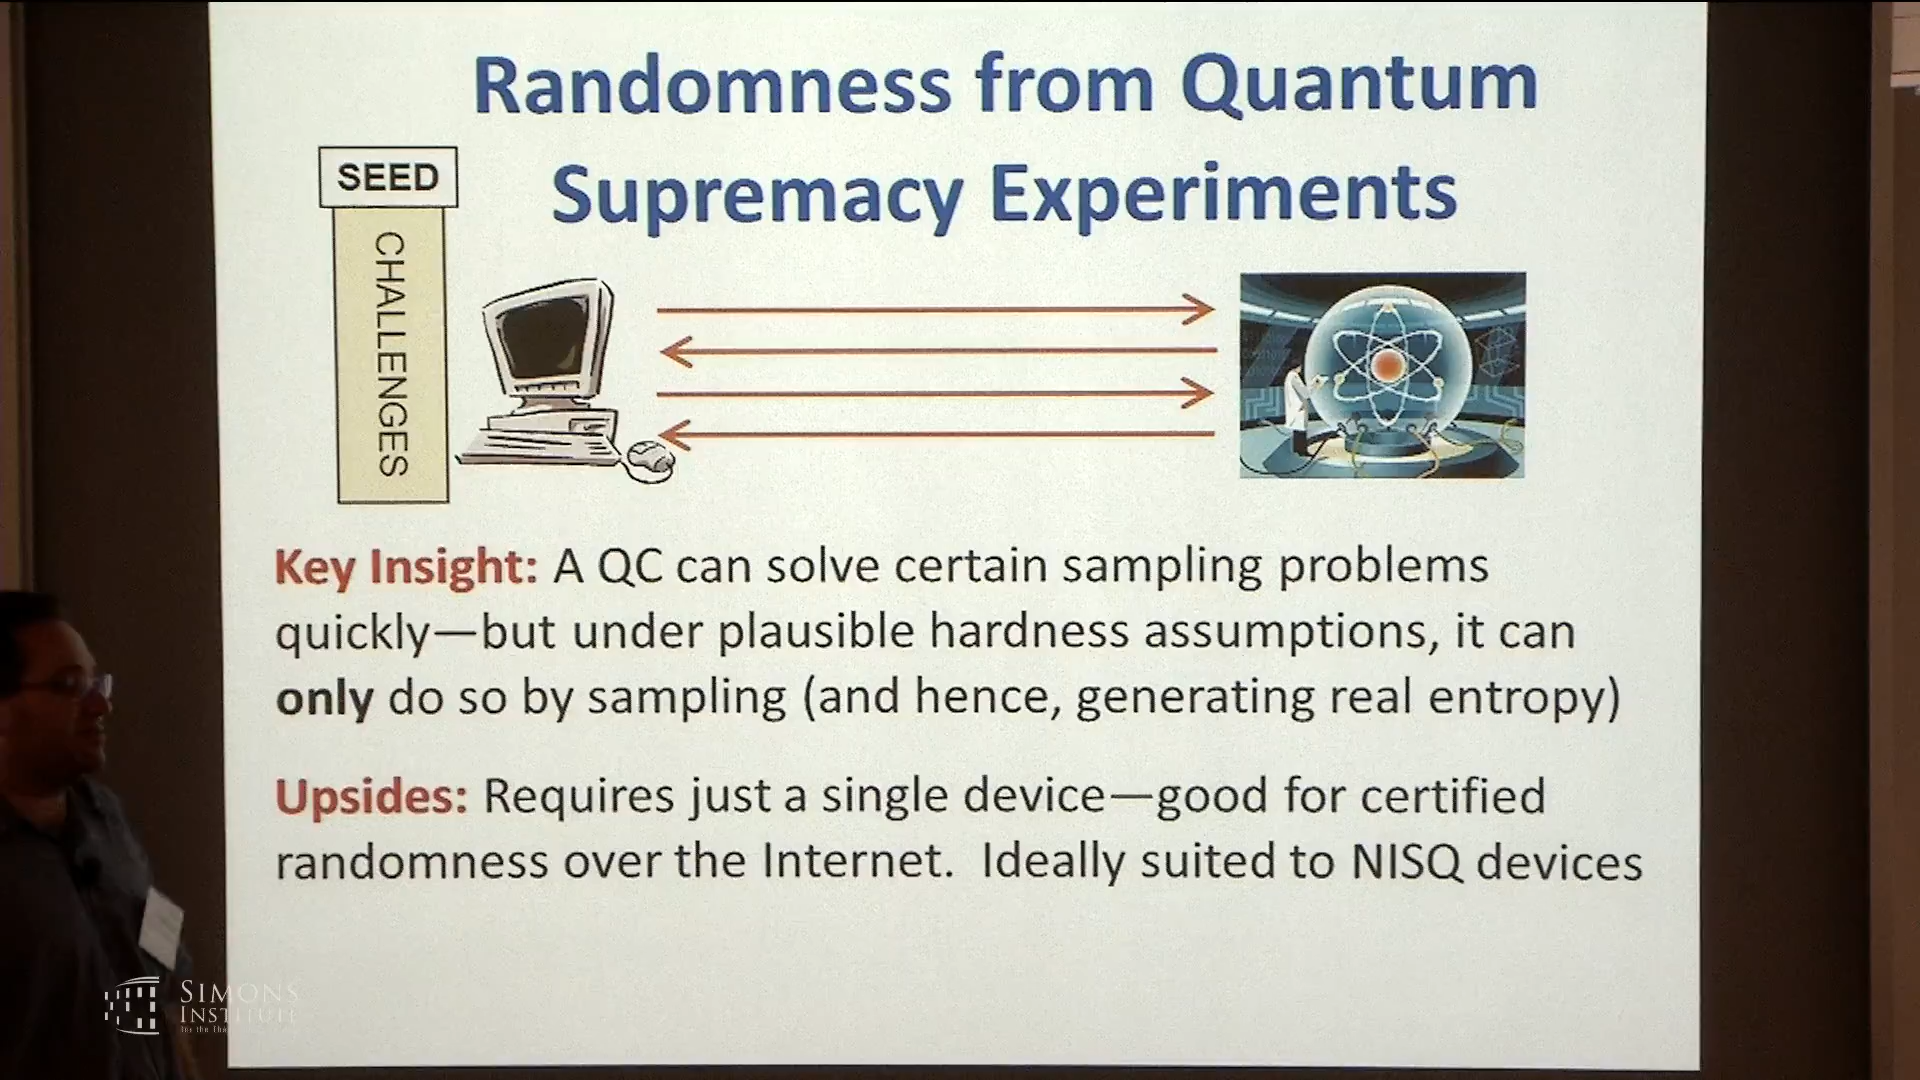 Randomness from Quantum
Supremacy Experiments
SEED
CHALLENGES
Key Insight: A QC can solve certain sampling problems
quickly—but under plausible hardness assumptions, it can
only do so by sampling (and hence, generating real entropy)
Upsides: Requires just a single device—good for certified
randomness over the Internet. Ideally suited to NISQ devices
SIMONS
INSTITUTE
for the